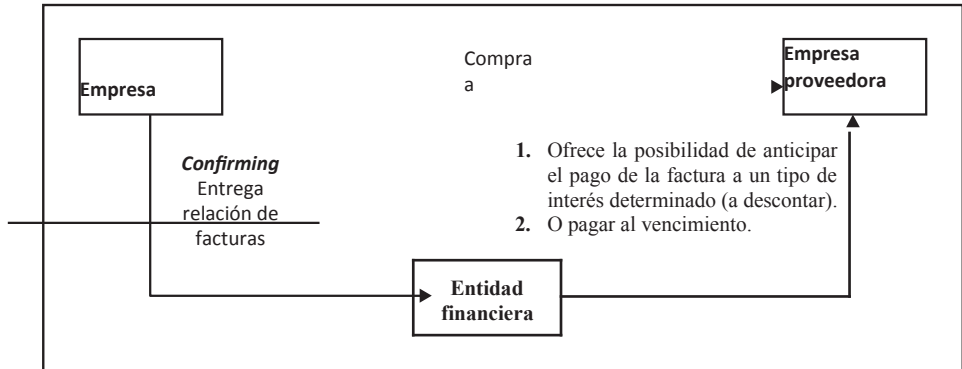 Empresa
Compra
a
Empresa
proveedora
Confirming
Entrega
relación de
facturas
1. Ofrece la posibilidad de anticipar
el pago de la factura a un tipo de
interés determinado (a descontar).
2. O pagar al vencimiento.
Entidad
financiera